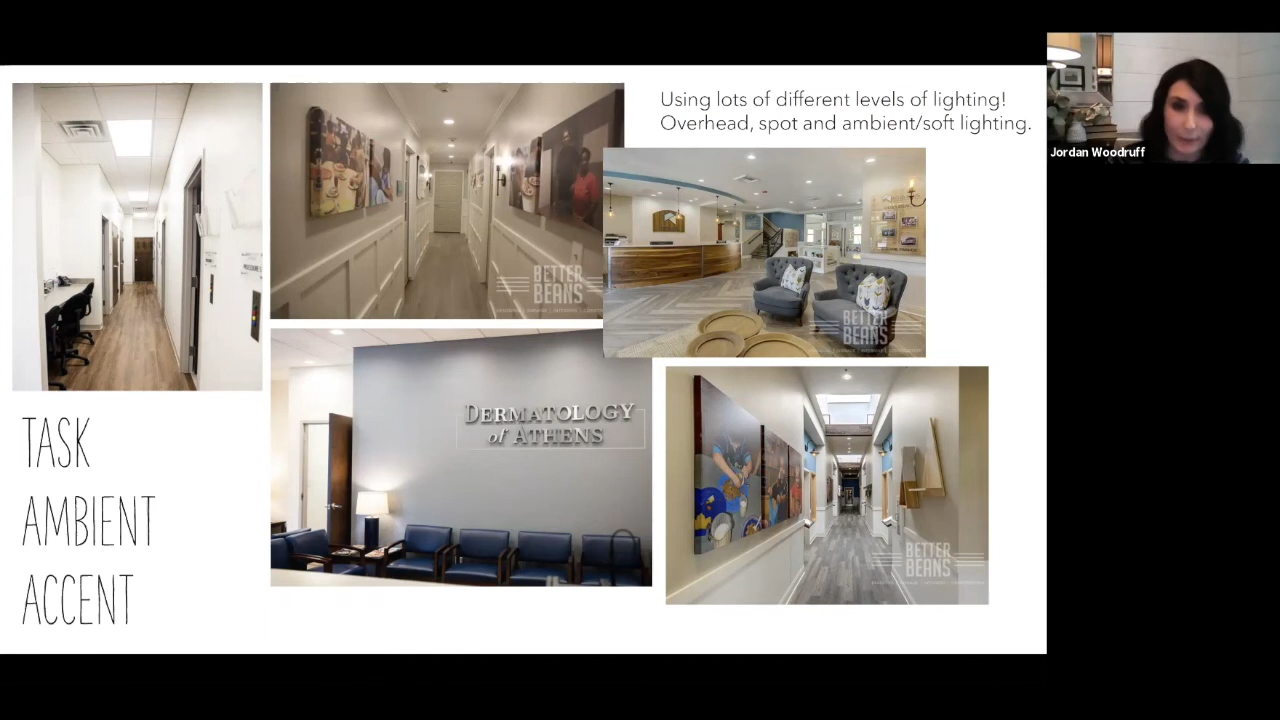 Using lots of different levels of lighting!
Overhead, spot and ambient/soft lighting.
Jordan Woodruff
BETTER
BEANS
BETTER
BEANS
DERMATOLOGY
of ATHENS
TASK
AMBIENT
ACCENT
BETTER
BEANS